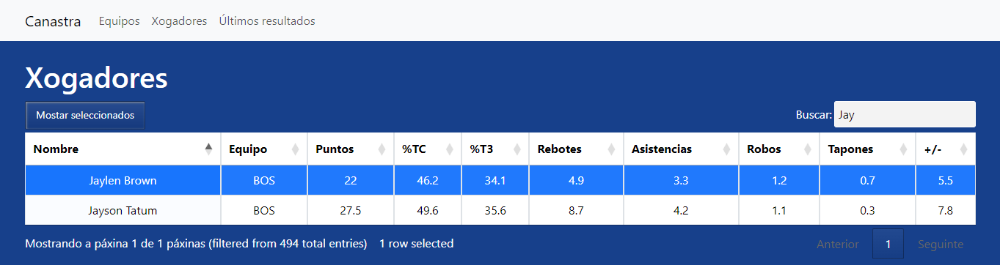 Canastra Equipos Xogadores Últimos resultados
Xogadores
Mostar seleccionados Buscar: Jay
Nombre Equipo Puntos %TC %T3 Rebotes Asistencias Robos Tapones +/-
Jaylen Brown BOS 22 46.2 34.1 4.9 3.3 1.2 0.7 5.5
Jayson Tatum BOS 27.5 49.6 35.6 8.7 4.2 1.1 0.3 7.8
Mostrando a páxina 1 de 1 páxinas (filtered from 494 total entries) 1 row selected Anterior 1 Seguinte